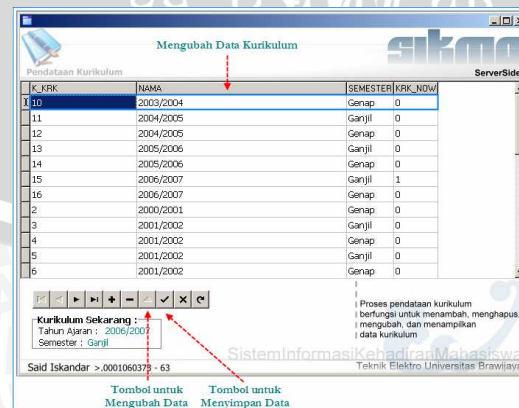 Mengubah Data Kurikulum
sikma
Pendataan Kurikulum
ServerSide
K_KRK NAMA SEMESTER KRK_NOW
10 2003/2004 Genap 0
11 2004/2005 Ganjil 0
12 2004/2005 Genap 0
13 2005/2006 Ganjil 0
14 2005/2006 Genap 0
15 2006/2007 Ganjil 1
16 2006/2007 Genap 0
2 2000/2001 Genap 0
3 2001/2002 Ganjil 0
4 2001/2002 Genap 0
5 2001/2002 Ganjil 0
6 2001/2002 Genap 0
Kurikulum Sekarang :
Tahun Ajaran : 2006/2007
Semester : Ganjil
Proses pendataan kurikulum
berfungsi untuk menambah, menghapus,
mengubah, dan menampilkan
data kurikulum
SistemInformasiKehadiranMahasiswa
Said Iskandar >.0001060373 - 63
Teknik Elektro Universitas Brawijaya
Tombol untuk
Mengubah Data
Tombol untuk
Menyimpan Data